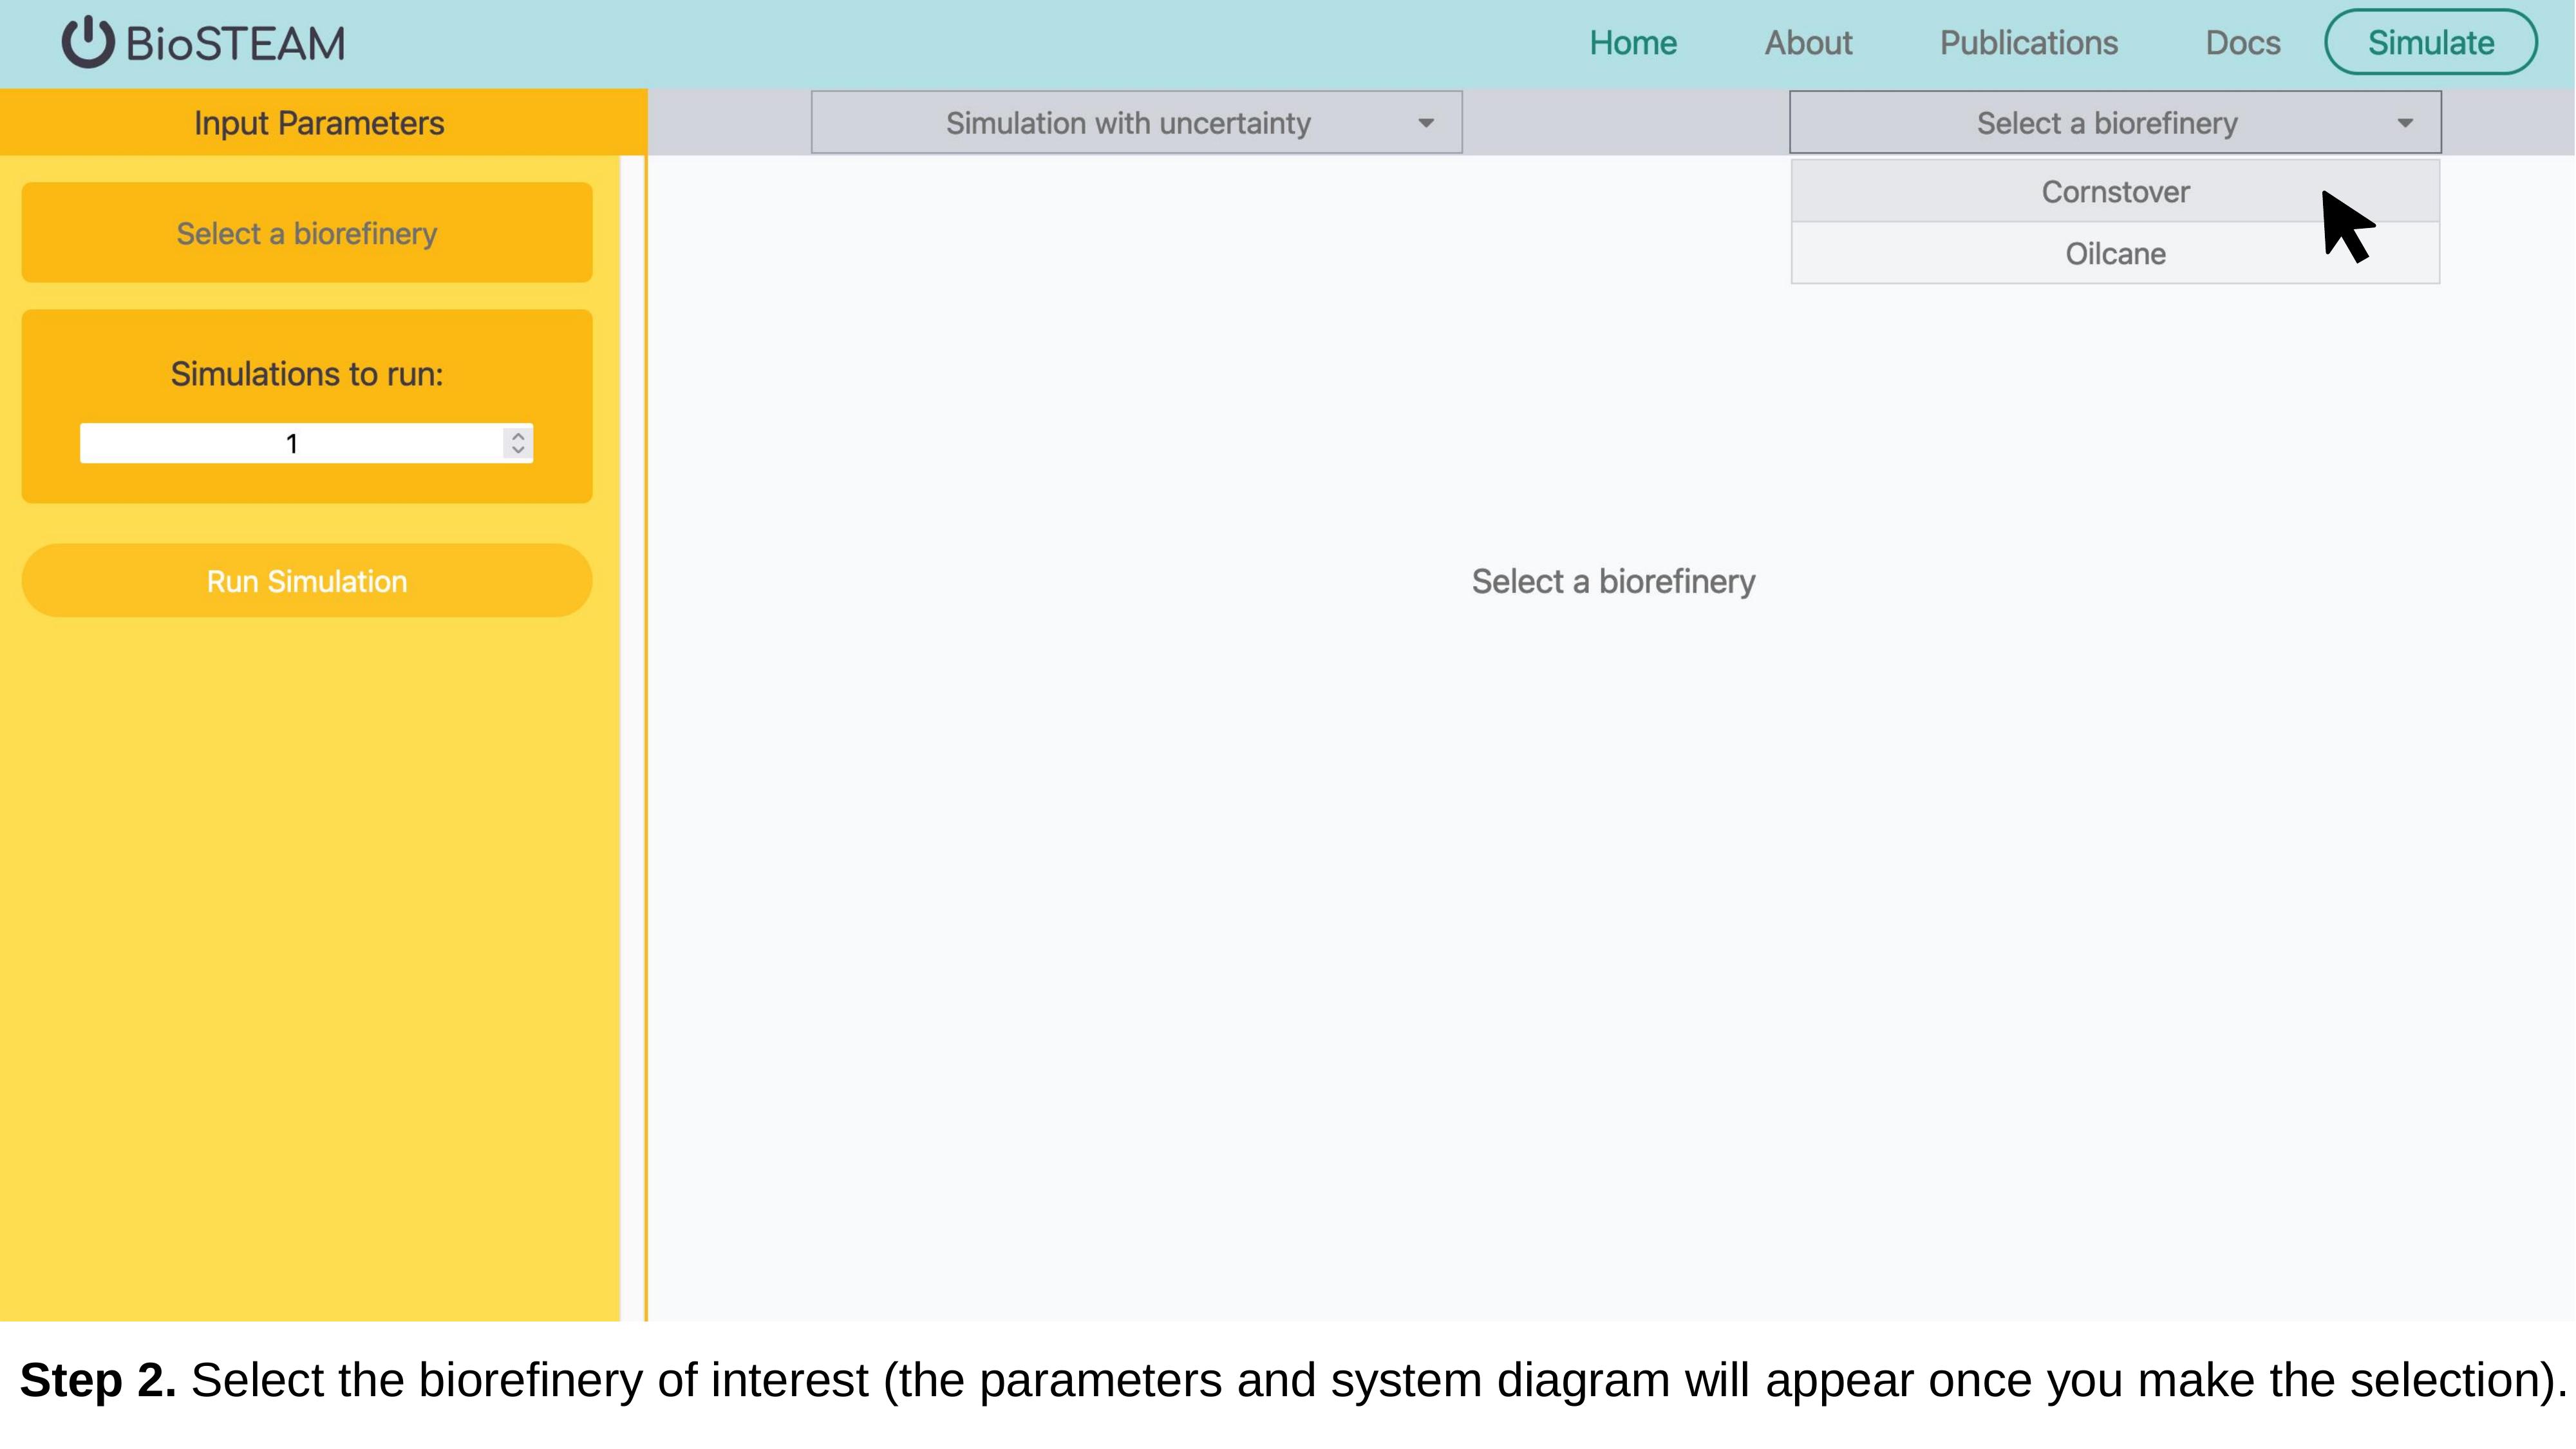 BioSTEAM
Home
About
Publications
Docs
Simulate
Input Parameters
Simulation with uncertainty
Select a biorefinery
Select a biorefinery
Cornstover
Oilcane
Simulations to run:
1
Run Simulation
Select a biorefinery
Step 2. Select the biorefinery of interest (the parameters and system diagram will appear once you make the selection).